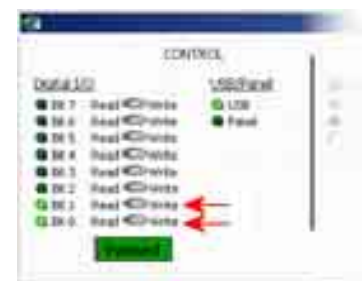 CONTROL
Digital I/O USB/Panel
Bit 7 Read Write USB
Bit 6 Read Write Panel
Bit 5 Read Write
Bit 4 Read Write
Bit 3 Read Write
Bit 2 Read Write
Bit 1 Read Write
Bit 0 Read Write